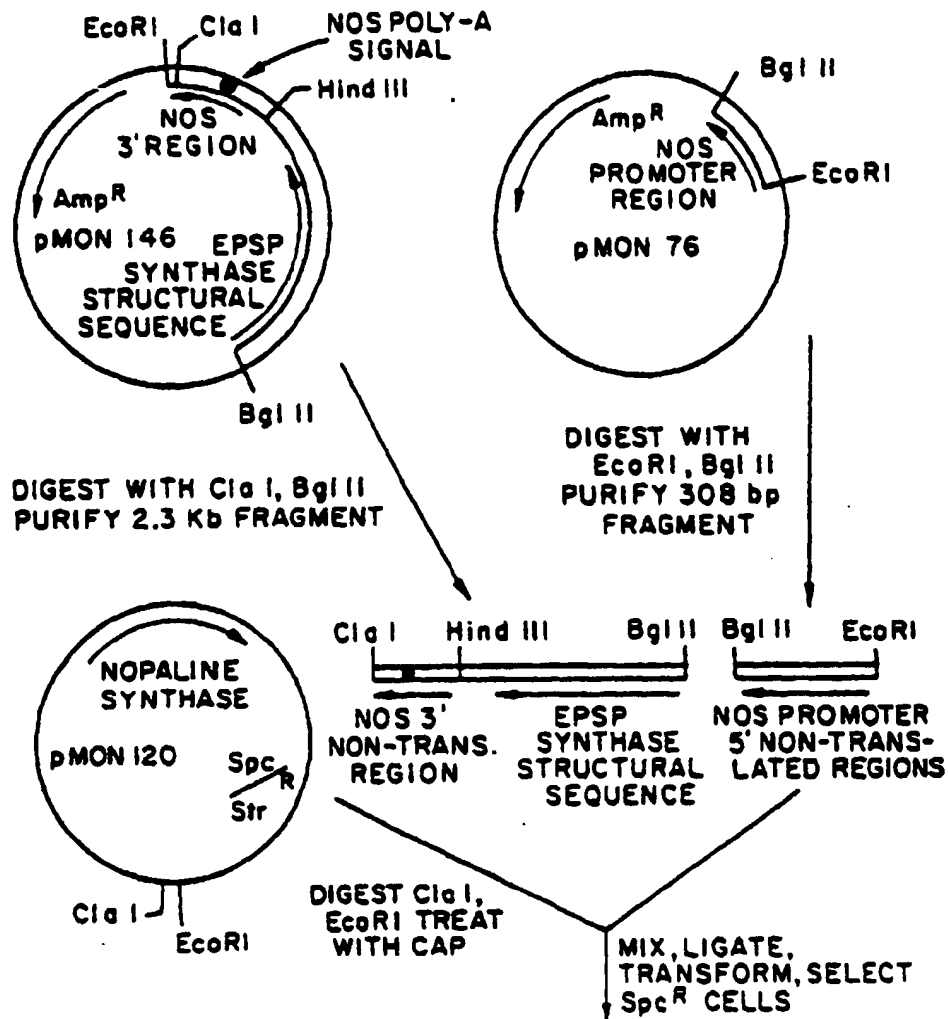 EcoRI
Cla I
NOS POLY-A
SIGNAL
Hind III
NOS
3' REGION
AmpR
pMON 146
EPSP
SYNTHASE
STRUCTURAL
SEQUENCE
Bgl II
Bgl II
AmpR
NOS
PROMOTER
REGION
EcoRI
pMON 76
DIGEST WITH Cla I, Bgl II
PURIFY 2.3 Kb FRAGMENT
DIGEST WITH
EcoRI, Bgl II
PURIFY 308 bp
FRAGMENT
NOPALINE
SYNTHASE
pMON 120
Spc
R
Str
Cla I
EcoRI
Cla I
Hind III
Bgl II
Bgl II
EcoRI
NOS 3'
NON-TRANS.
REGION
EPSP
SYNTHASE
STRUCTURAL
SEQUENCE
NOS PROMOTER
5' NON-TRANS-
LATED REGIONS
DIGEST Cla I,
EcoRI TREAT
WITH CAP
MIX, LIGATE,
TRANSFORM, SELECT
SpcR CELLS